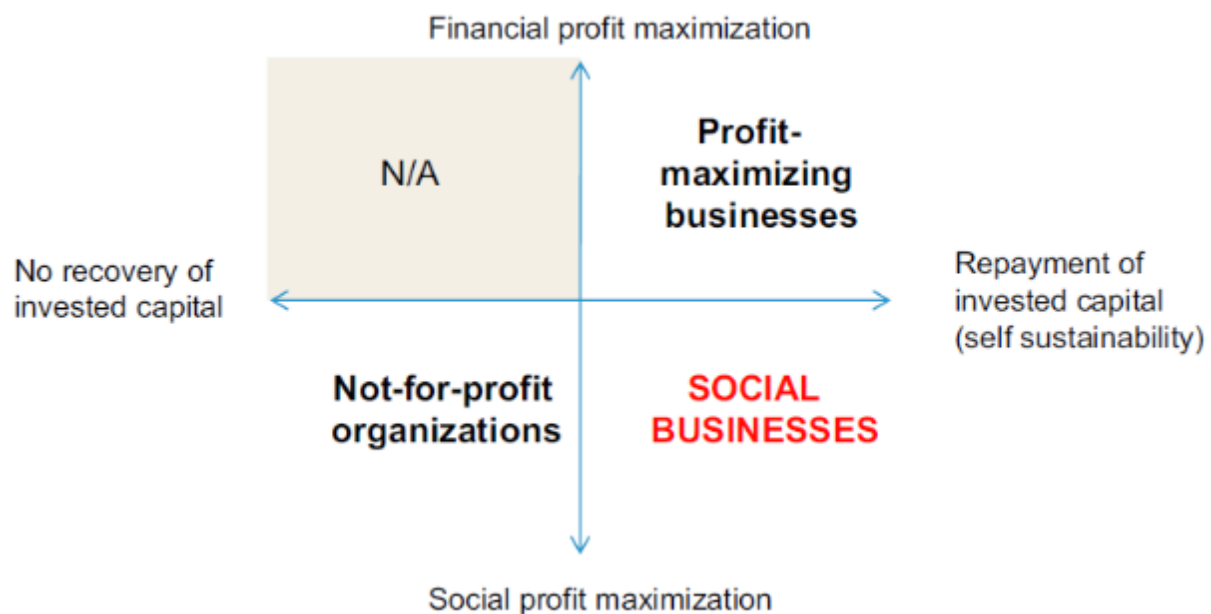 Financial profit maximization
N/A
Profit-
maximizing
businesses
No recovery of
invested capital
Repayment of
invested capital
(self sustainability)
Not-for-profit
organizations
SOCIAL
BUSINESSES
Social profit maximization